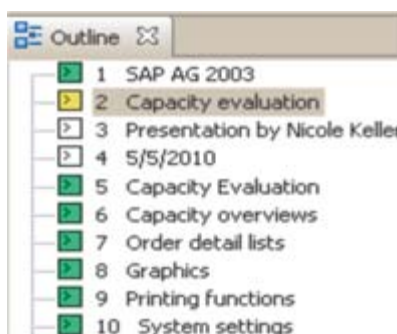 Outline
1 SAP AG 2003
2 Capacity evaluation
3 Presentation by Nicole Keller
4 5/5/2010
5 Capacity Evaluation
6 Capacity overviews
7 Order detail lists
8 Graphics
9 Printing functions
10 System settings